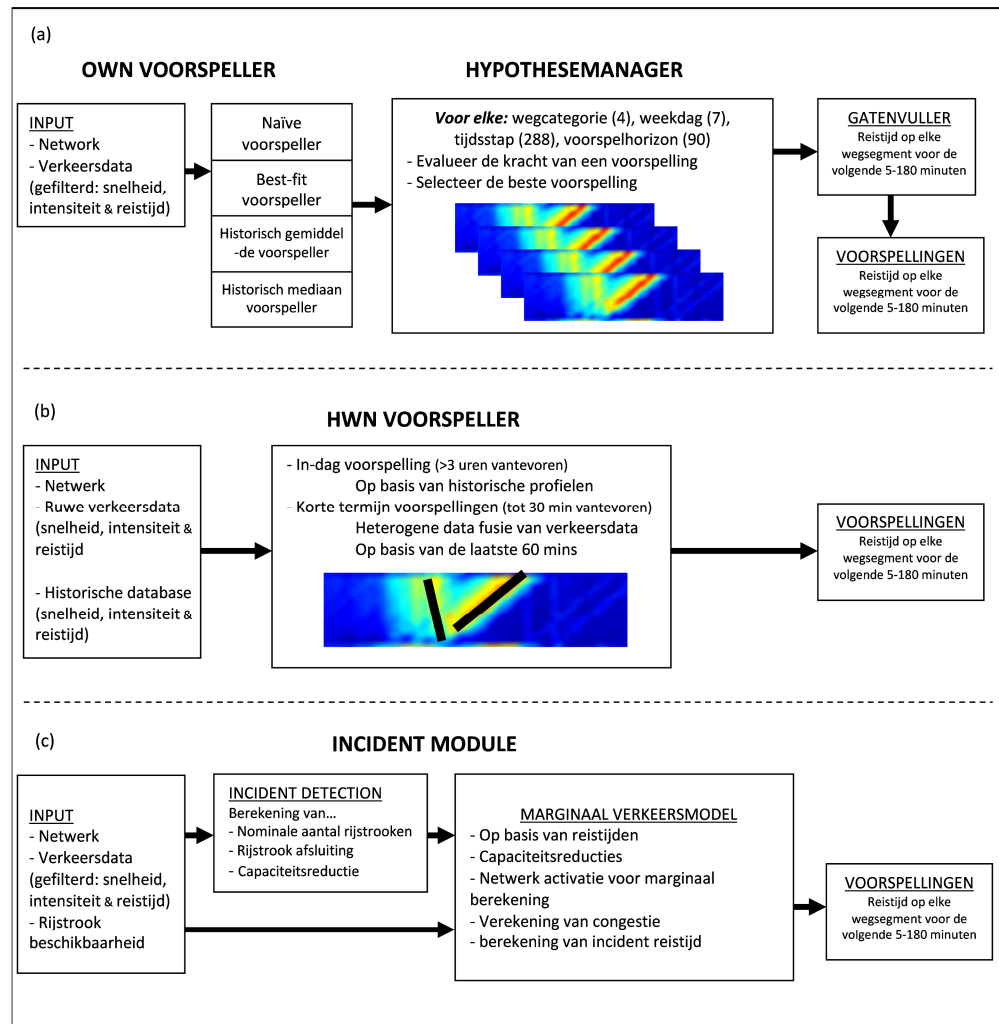 (a)
OWN VOORSPELLER
HYPOTHESEMANAGER
INPUT
- Network
- Verkeersdata
(gefilterd: snelheid,
intensiteit & reistijd)
Naïve
voorspeller
Best-fit
voorspeller
Historisch gemiddel
-de voorspeller
Historisch mediaan
voorspeller
Voor elke: wegcategorie (4), weekdag (7),
tijdsstap (288), voorspelhorizon (90)
- Evalueer de kracht van een voorspelling
- Selecteer de beste voorspelling
GATENVULLER
Reistijd op elke
wegsegment voor de
volgende 5-180 minuten
VOORSPELLINGEN
Reistijd op elke
wegsegment voor de
volgende 5-180 minuten
(b)
HWN VOORSPELLER
INPUT
- Netwerk
- Ruwe verkeersdata
(snelheid, intensiteit &
reistijd
- Historische database
(snelheid, intensiteit &
reistijd)
- In-dag voorspelling (>3 uren vantevoren)
Op basis van historische profielen
- Korte termijn voorspellingen (tot 30 min vantevoren)
Heterogene data fusie van verkeersdata
Op basis van de laatste 60 mins
VOORSPELLINGEN
Reistijd op elke
wegsegment voor de
volgende 5-180 minuten
(c)
INCIDENT MODULE
INPUT
- Netwerk
- Verkeersdata
(gefilterd: snelheid,
intensiteit & reistijd)
- Rijstrook
beschikbaarheid
INCIDENT DETECTION
Berekening van...
- Nominale aantal rijstrooken
- Rijstrook afsluiting
- Capaciteitsreductie
MARGINAAL VERKEERSMODEL
- Op basis van reistijden
- Capaciteitsreducties
- Netwerk activatie voor marginaal
berekening
- Verekening van congestie
- berekening van incident reistijd
VOORSPELLINGEN
Reistijd op elke
wegsegment voor de
volgende 5-180 minuten